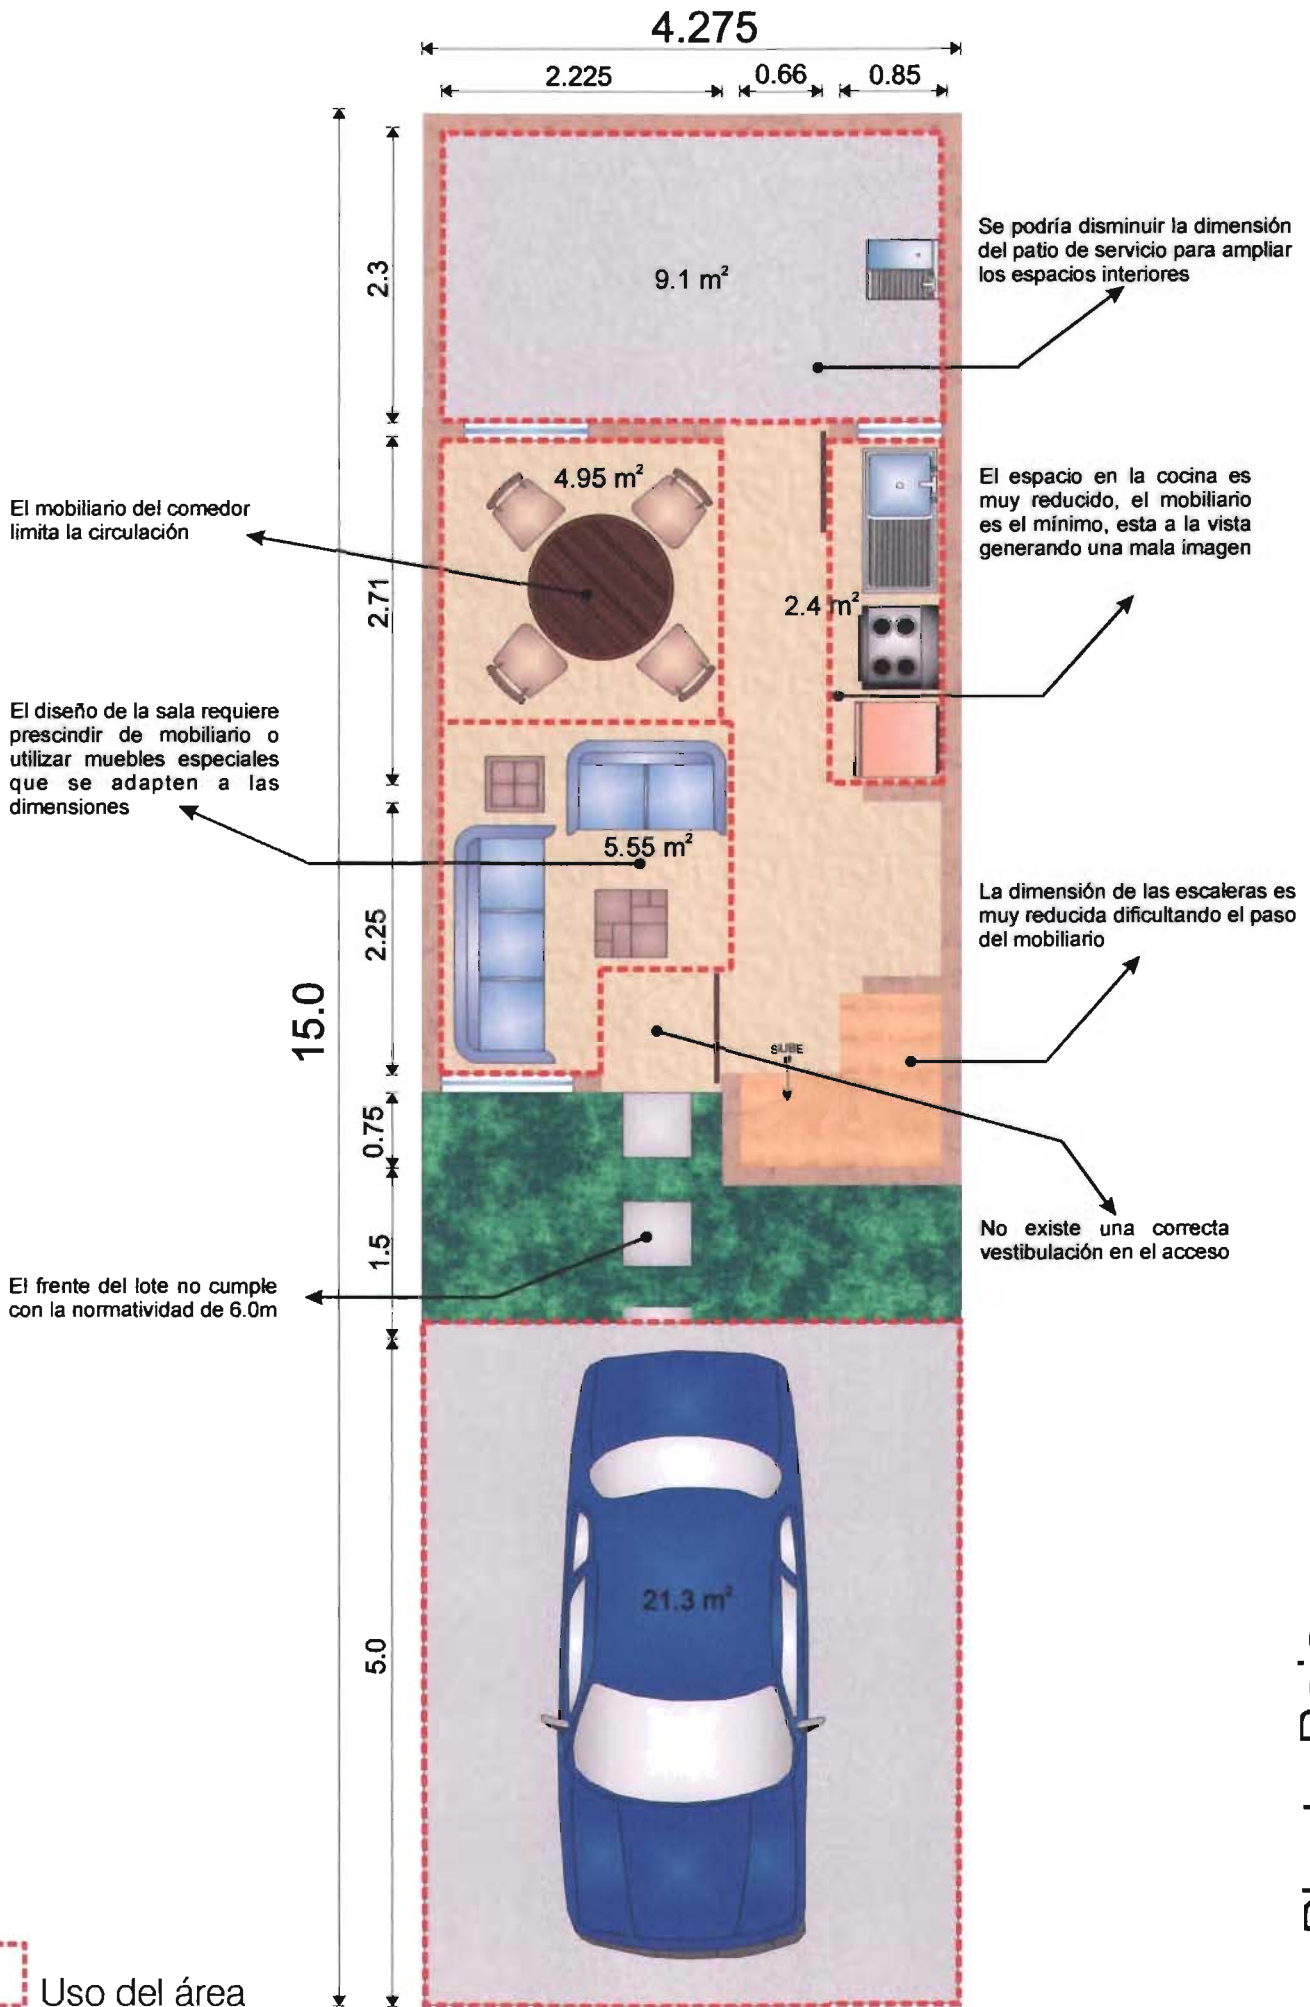 4.275
2.225
0.66
0.85
2.3
9.1 m²
Se podría disminuir la dimensión
del patio de servicio para ampliar
los espacios interiores
4.95 m²
El mobiliario del comedor
limita la circulación
El espacio en la cocina es
muy reducido, el mobiliario
es el mínimo, esta a la vista
generando una mala imagen
2.71
2.4 m²
El diseño de la sala requiere
prescindir de mobiliario o
utilizar muebles especiales
que se adapten a las
dimensiones
5.55 m²
2.25
15.0
La dimensión de las escaleras es
muy reducida dificultando el paso
del mobiliario
SUBE
0.75
1.5
No existe una correcta
vestibulación en el acceso
El frente del lote no cumple
con la normatividad de 6.0m
21.3 m²
5.0
Uso del área